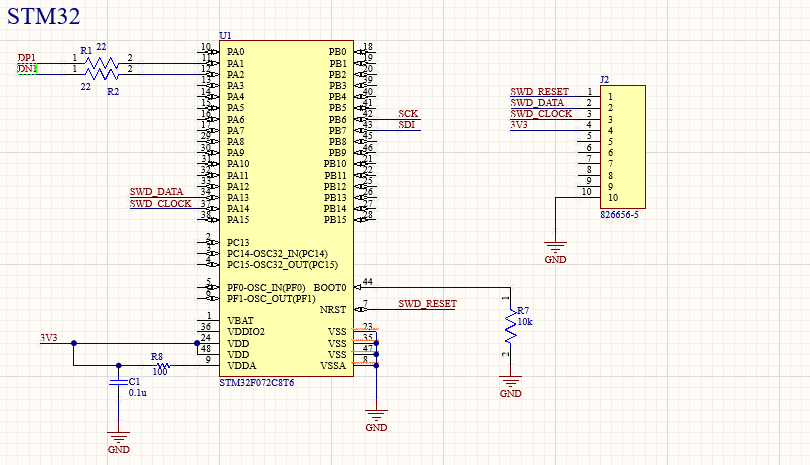 STM32
U1
DP1 1 R1 22 2 10 PA0 PB0 18
11 PA1 PB1 19
DN1 1 22 R2 2 12 PA2 PB2 20
13 PA3 PB3 39
14 PA4 PB4 40
15 PA5 PB5 41
16 PA6 PB6 42 SCK
17 PA7 PB7 43 SDI
29 PA8 PB8 45
30 PA9 PB9 46
31 PA10 PB10 21
32 PA11 PB11 22
33 PA12 PB12 25
SWD_DATA 34 PA13 PB13 26
SWD_CLOCK 37 PA14 PB14 27
38 PA15 PB15 28
2 PC13
3 PC14-OSC32_IN(PC14)
4 PC15-OSC32_OUT(PC15)
5 PF0-OSC_IN(PF0) BOOT0 44
6 PF1-OSC_OUT(PF1)
NRST 7 SWD_RESET
1 VBAT
36 VDDIO2 VSS 23
3V3 24 VDD VSS 35
48 VDD VSS 47
R8 100 9 VDDA VSSA 8
STM32F072C8T6
C1
0.1u
GND
GND
1
R7
10k
2
GND
J2
SWD_RESET 1 1
SWD_DATA 2 2
SWD_CLOCK 3 3
3V3 4 4
5 5
6 6
7 7
8 8
9 9
10 10
826656-5
GND